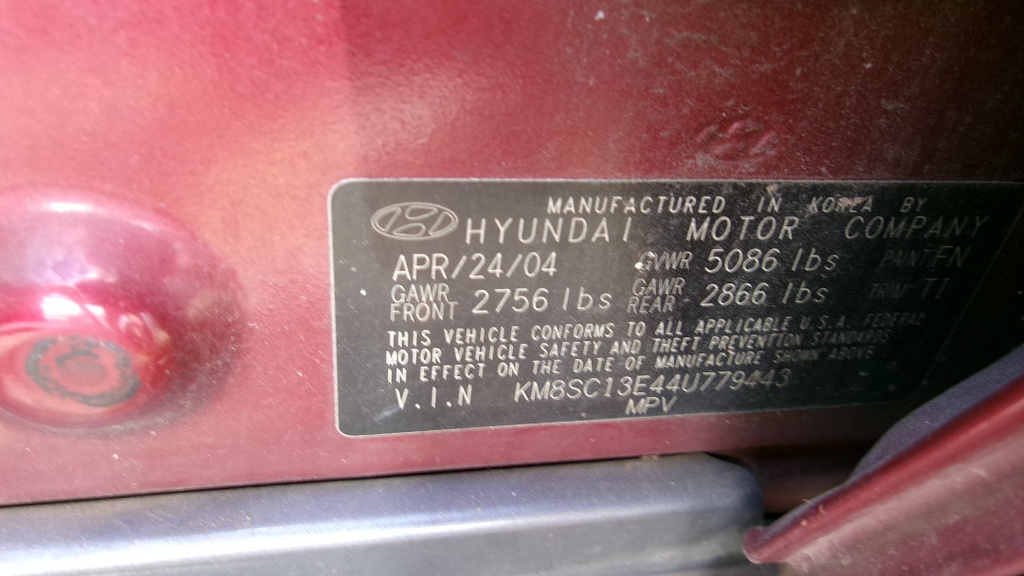 MANUFACTURED IN KOREA BY
HYUNDAI MOTOR COMPANY
APR/24/04 GVWR 5086 lbs PAINT FN
GAWR FRONT 2756 lbs GAWR REAR 2866 lbs TRIM TI
THIS VEHICLE CONFORMS TO ALL APPLICABLE U.S.A. FEDERAL
MOTOR VEHICLE SAFETY AND THEFT PREVENTION STANDARDS
IN EFFECT ON THE DATE OF MANUFACTURE SHOWN ABOVE
V.I.N KM8SC13E44U779443
MPV